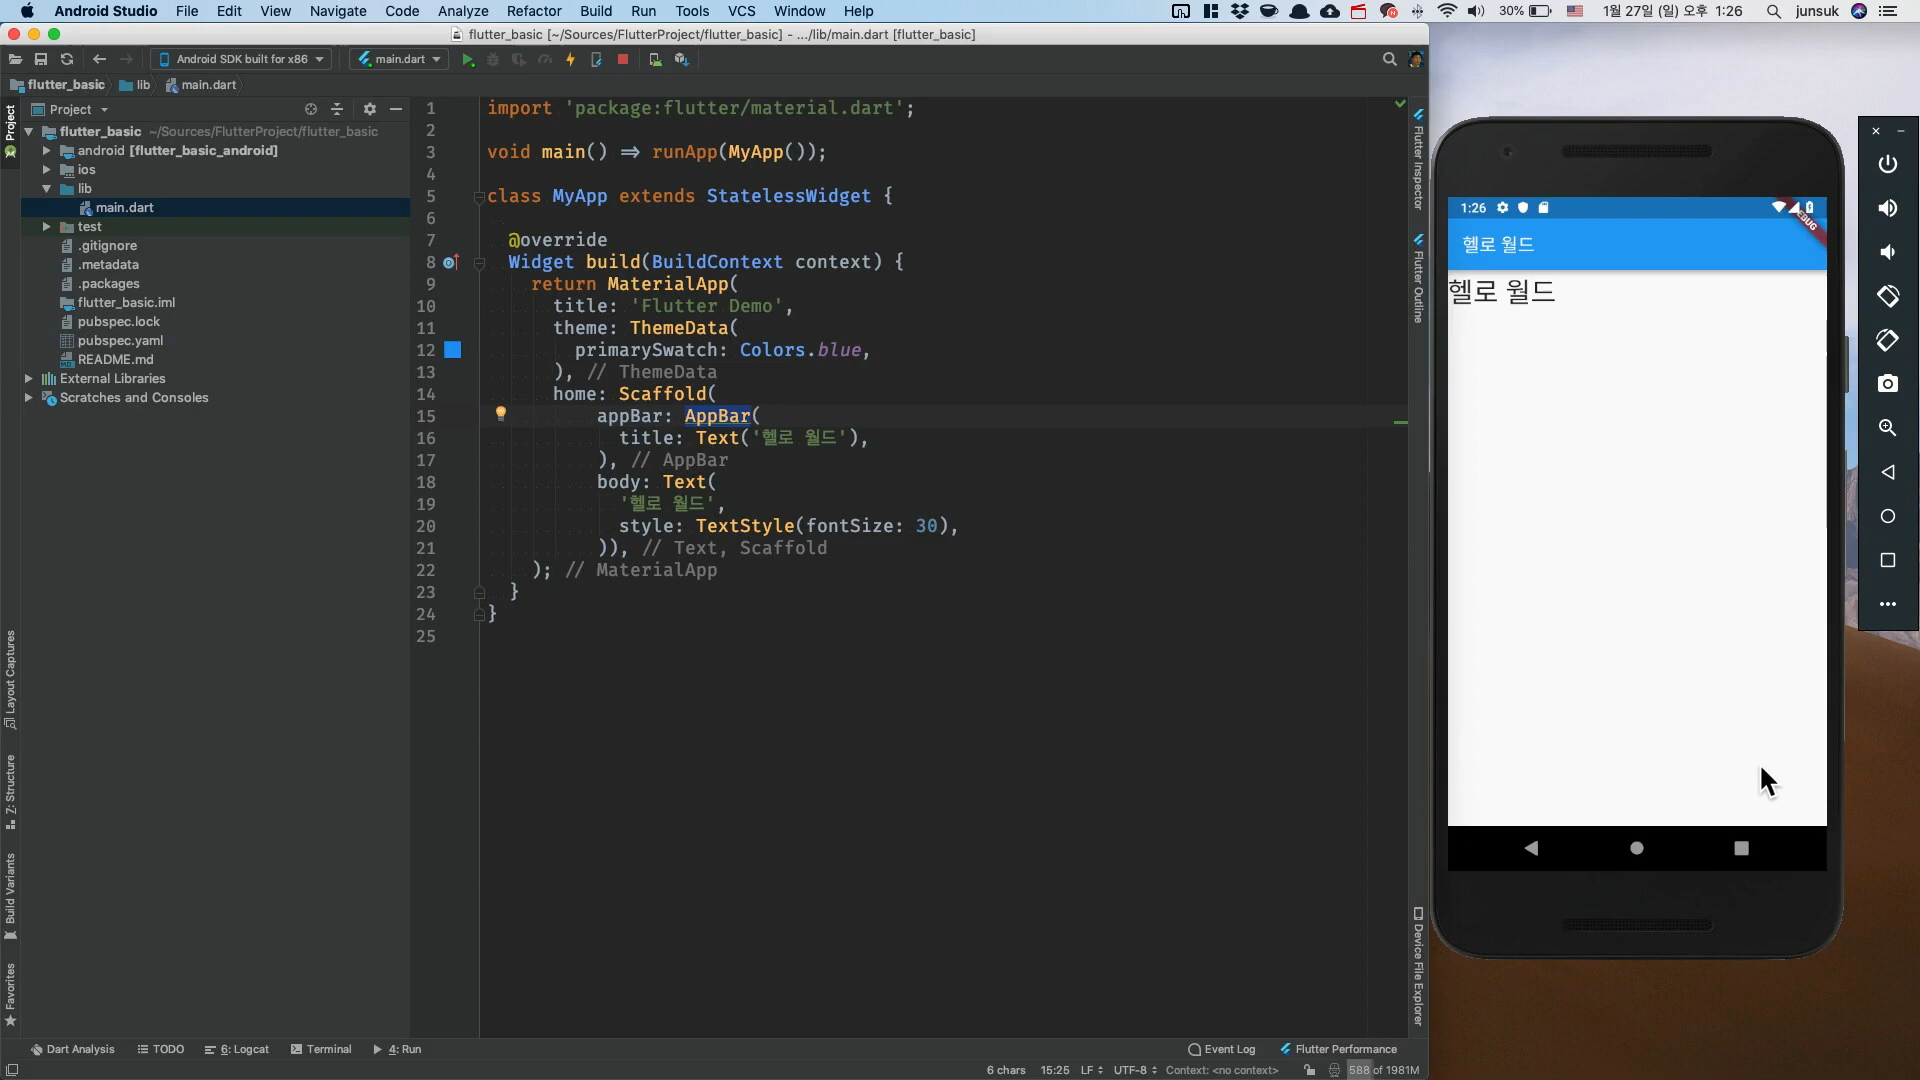 Android Studio File Edit View Navigate Code Analyze Refactor Build Run Tools VCS Window Help
30% 1월 27일 (일) 오후 1:26 junsuk
flutter_basic [~/Sources/FlutterProject/flutter_basic] - .../lib/main.dart [flutter_basic]
Android SDK built for x86 main.dart
flutter_basic lib main.dart
Project
Project
flutter_basic ~/Sources/FlutterProject/flutter_basic
android [flutter_basic_android]
ios
lib
main.dart
test
.gitignore
.metadata
.packages
flutter_basic.iml
pubspec.lock
pubspec.yaml
README.md
External Libraries
Scratches and Consoles
Layout Captures
Z: Structure
Build Variants
Favorites
1 import 'package:flutter/material.dart';
2
3 void main() => runApp(MyApp());
4
5 class MyApp extends StatelessWidget {
6
7 @override
8 Widget build(BuildContext context) {
9 return MaterialApp(
10 title: 'Flutter Demo',
11 theme: ThemeData(
12 primarySwatch: Colors.blue,
13 ), // ThemeData
14 home: Scaffold(
15 appBar: AppBar(
16 title: Text('헬로 월드'),
17 ), // AppBar
18 body: Text(
19 '헬로 월드',
20 style: TextStyle(fontSize: 30),
21 )), // Text, Scaffold
22 ); // MaterialApp
23 }
24 }
25
Flutter Inspector
Flutter Outline
Device File Explorer
1:26
DEBUG
헬로 월드
헬로 월드
Dart Analysis TODO 6: Logcat Terminal 4: Run Event Log Flutter Performance
6 chars 15:25 LF UTF-8 Context: <no context> 588 of 1981M